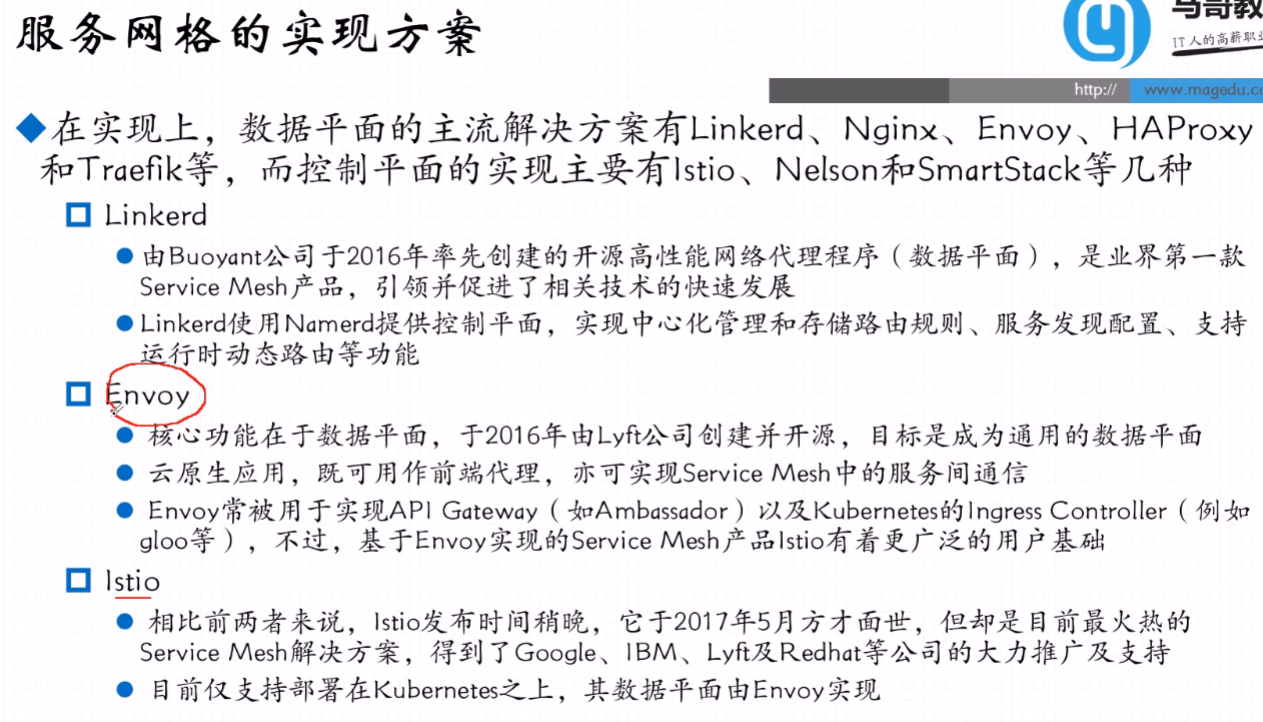 服务网格的实现方案
马哥教
IT人的高薪职业
http://
www.magedu.co
在实现上，数据平面的主流解决方案有Linkerd、Nginx、Envoy、HAProxy
和Traefik等，而控制平面的实现主要有Istio、Nelson和SmartStack等几种
Linkerd
由Buoyant公司于2016年率先创建的开源高性能网络代理程序（数据平面），是业界第一款
Service Mesh产品，引领并促进了相关技术的快速发展
Linkerd使用Namerd提供控制平面，实现中心化管理和存储路由规则、服务发现配置、支持
运行时动态路由等功能
Envoy
核心功能在于数据平面，于2016年由Lyft公司创建并开源，目标是成为通用的数据平面
云原生应用，既可用作前端代理，亦可实现Service Mesh中的服务间通信
Envoy常被用于实现API Gateway（如Ambassador）以及Kubernetes的Ingress Controller（例如
gloo等），不过，基于Envoy实现的Service Mesh产品Istio有着更广泛的用户基础
Istio
相比前两者来说，Istio发布时间稍晚，它于2017年5月方才面世，但却是目前最火热的
Service Mesh解决方案，得到了Google、IBM、Lyft及Redhat等公司的大力推广及支持
目前仅支持部署在Kubernetes之上，其数据平面由Envoy实现